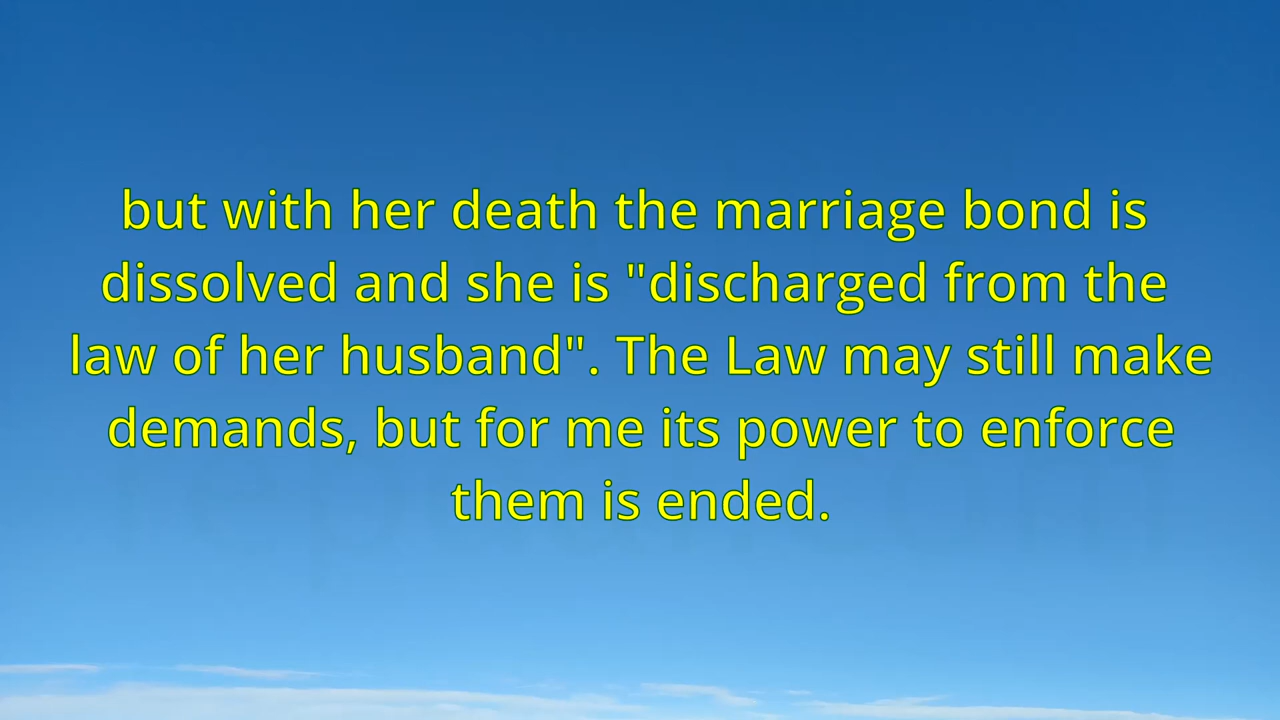 but with her death the marriage bond is
dissolved and she is "discharged from the
law of her husband". The Law may still make
demands, but for me its power to enforce
them is ended.